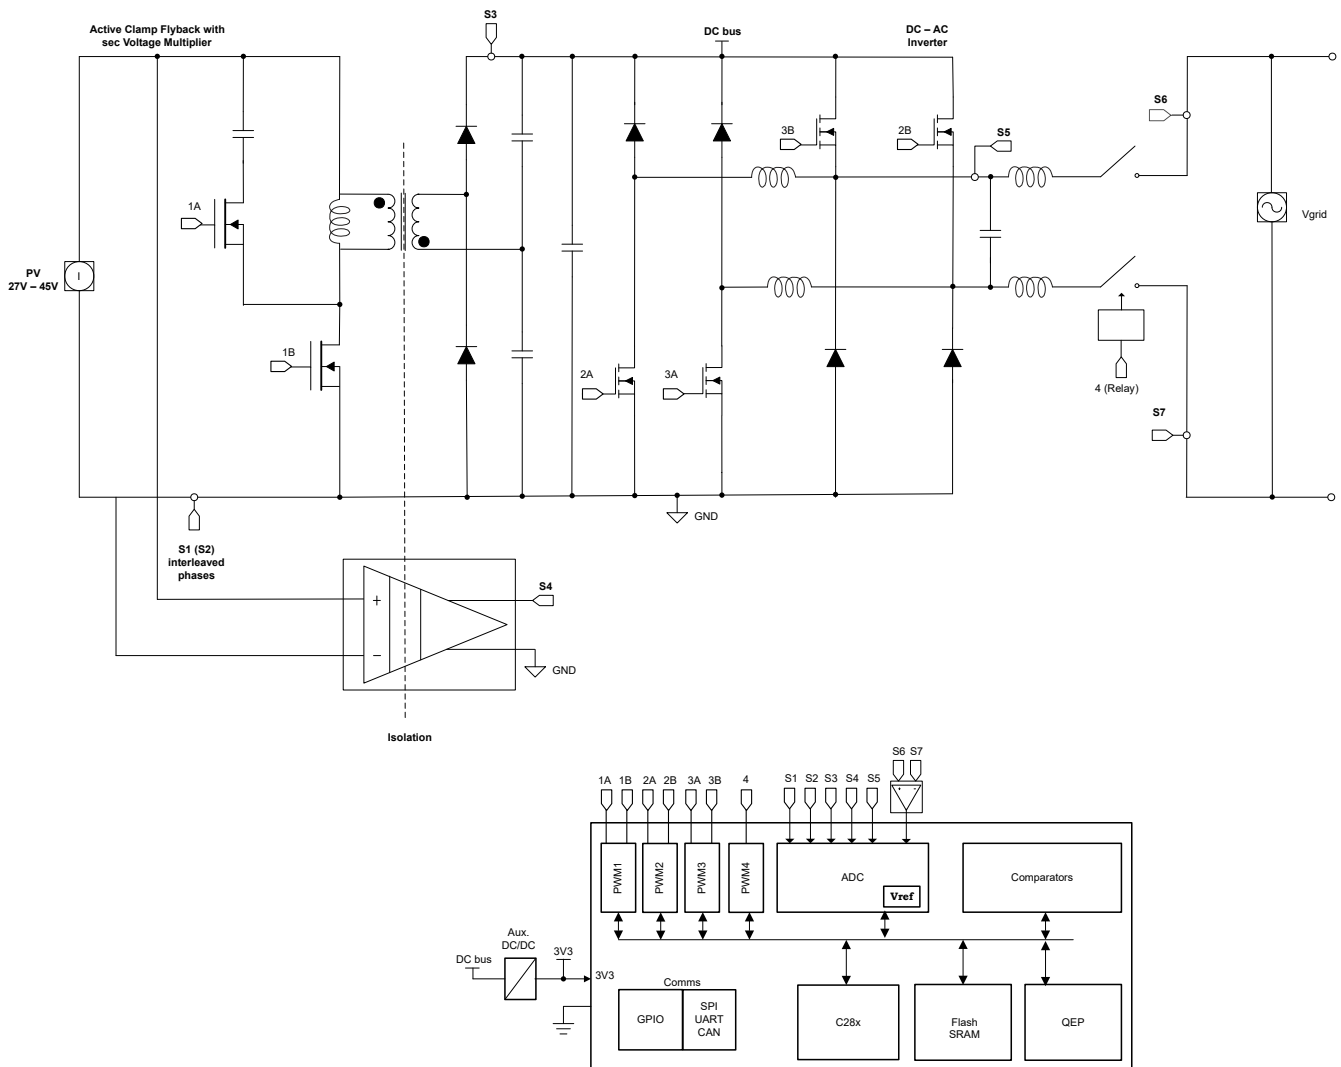 Active Clamp Flyback with
sec Voltage Multiplier
S3
DC bus
DC – AC
Inverter
S6
3B
2B
S5
1A
Vgrid
PV
27V – 45V
I
1B
2A
3A
4 (Relay)
S7
GND
S1 (S2)
interleaved
phases
S4
+
−
GND
Isolation
S6 S7
1A 1B 2A 2B 3A 3B 4 S1 S2 S3 S4 S5
+ -
PWM1
PWM2
PWM3
PWM4
ADC
Vref
Comparators
Aux.
DC/DC
DC bus
3V3
3V3
Comms
GPIO
SPI
UART
CAN
C28x
Flash
SRAM
QEP